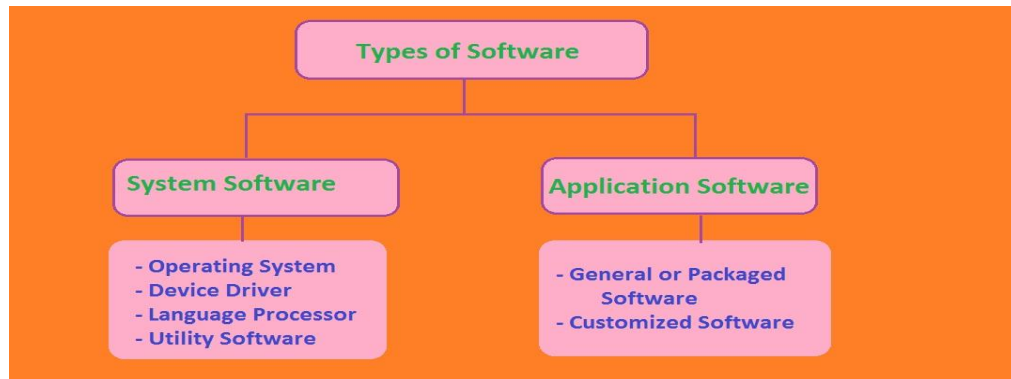 Types of Software
System Software
- Operating System
- Device Driver
- Language Processor
- Utility Software
Application Software
- General or Packaged
Software
- Customized Software